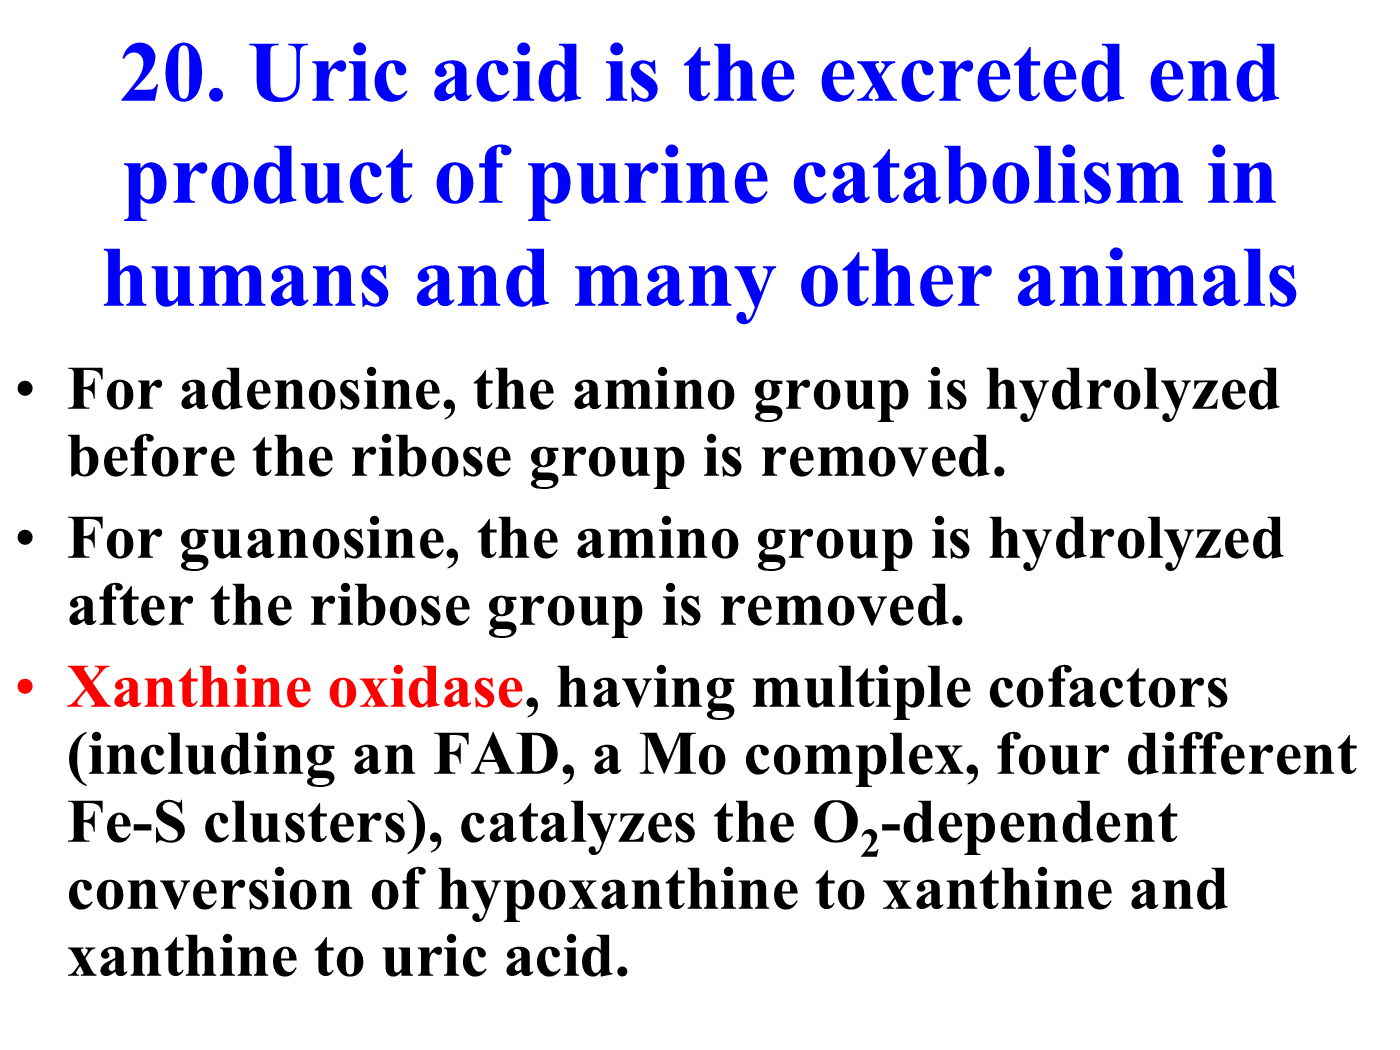 20. Uric acid is the excreted end
product of purine catabolism in
humans and many other animals
• For adenosine, the amino group is hydrolyzed
before the ribose group is removed.
• For guanosine, the amino group is hydrolyzed
after the ribose group is removed.
• Xanthine oxidase, having multiple cofactors
(including an FAD, a Mo complex, four different
Fe-S clusters), catalyzes the O₂-dependent
conversion of hypoxanthine to xanthine and
xanthine to uric acid.